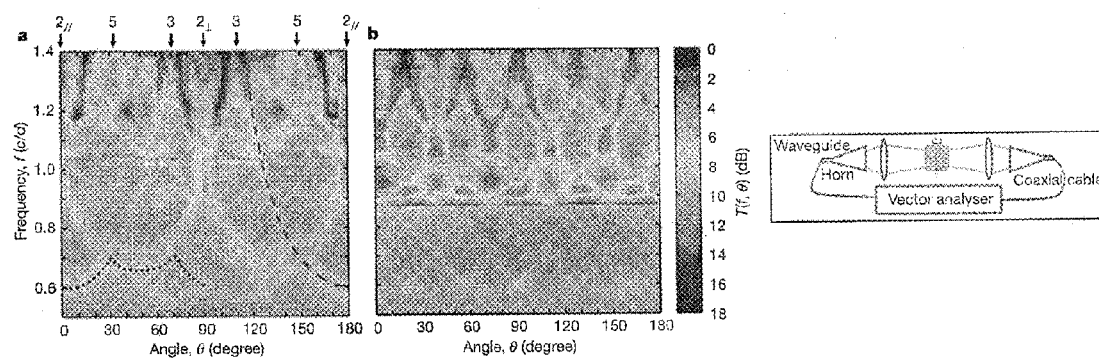 2// 5 3 2⊥ 3 5 2//
a
b
1.4
1.2
1.0
0.8
0.6
Frequency, f (c/d)
0 30 60 90 120 150 180
Angle, θ (degree)
0 30 60 90 120 150 180
Angle, θ (degree)
0
2
4
6
8
10
12
14
16
18
T(f, θ) (dB)
Waveguide
Horn
Coaxial cable
Vector analyser